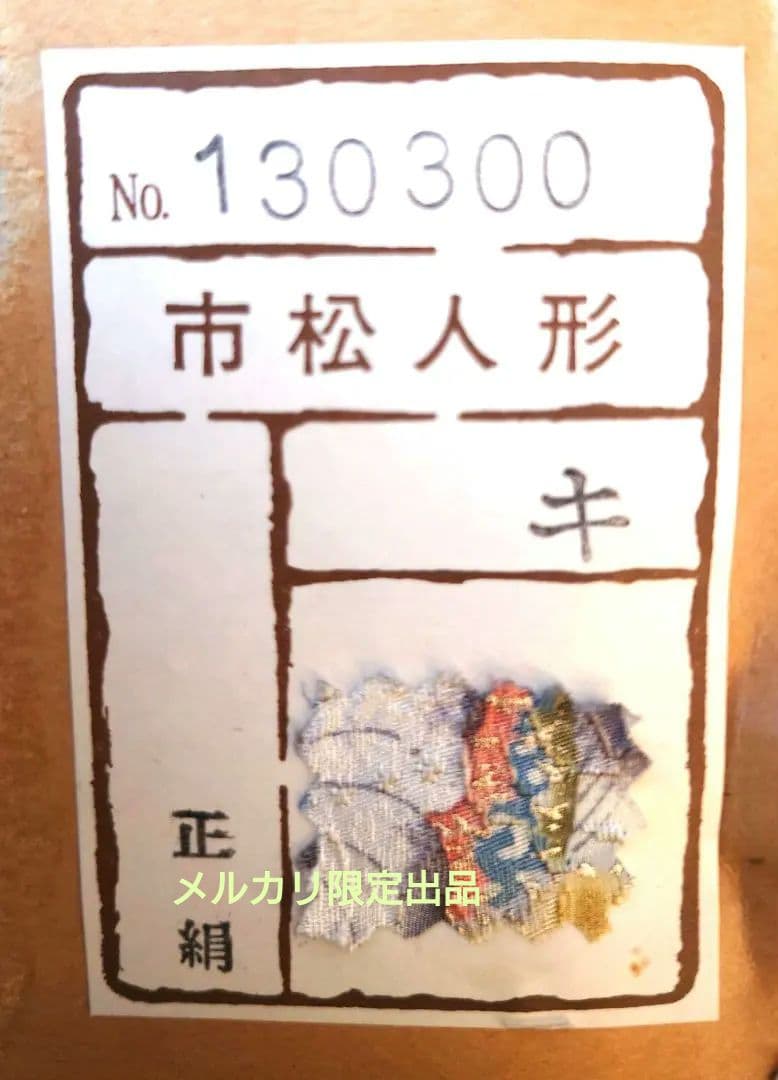 No. 130300
市松人形
キ
正絹
メルカリ限定出品